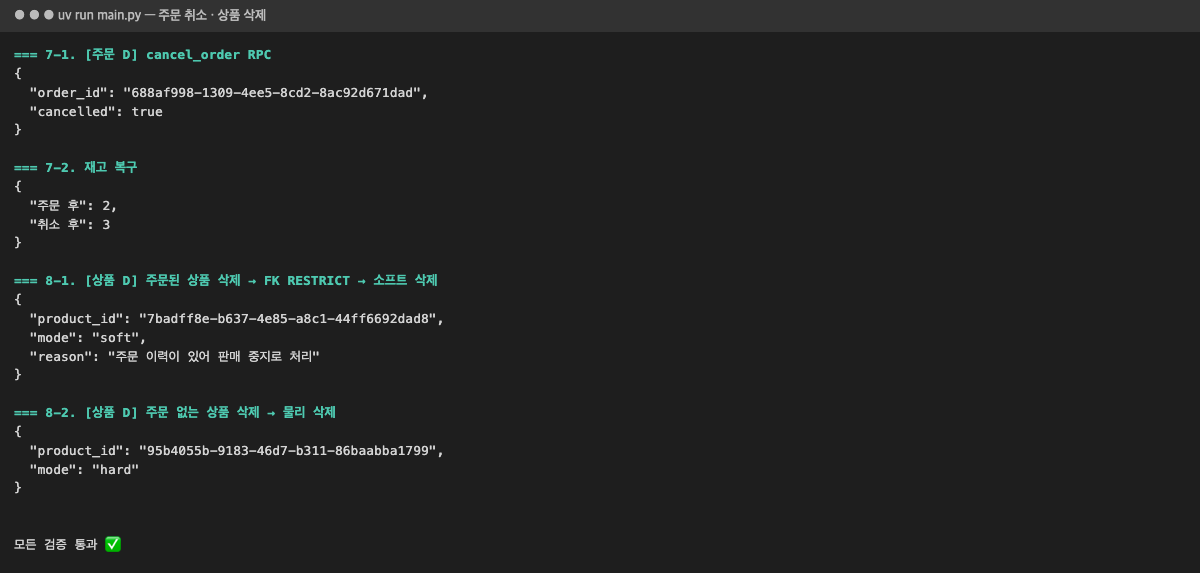 uv run main.py — 주문 취소 · 상품 삭제
=== 7-1. [주문 D] cancel_order RPC
{
  "order_id": "688af998-1309-4ee5-8cd2-8ac92d671dad",
  "cancelled": true
}
=== 7-2. 재고 복구
{
  "주문 후": 2,
  "취소 후": 3
}
=== 8-1. [상품 D] 주문된 상품 삭제 → FK RESTRICT → 소프트 삭제
{
  "product_id": "7badff8e-b637-4e85-a8c1-44ff6692dad8",
  "mode": "soft",
  "reason": "주문 이력이 있어 판매 중지로 처리"
}
=== 8-2. [상품 D] 주문 없는 상품 삭제 → 물리 삭제
{
  "product_id": "95b4055b-9183-46d7-b311-86baabba1799",
  "mode": "hard"
}
모든 검증 통과 ✅